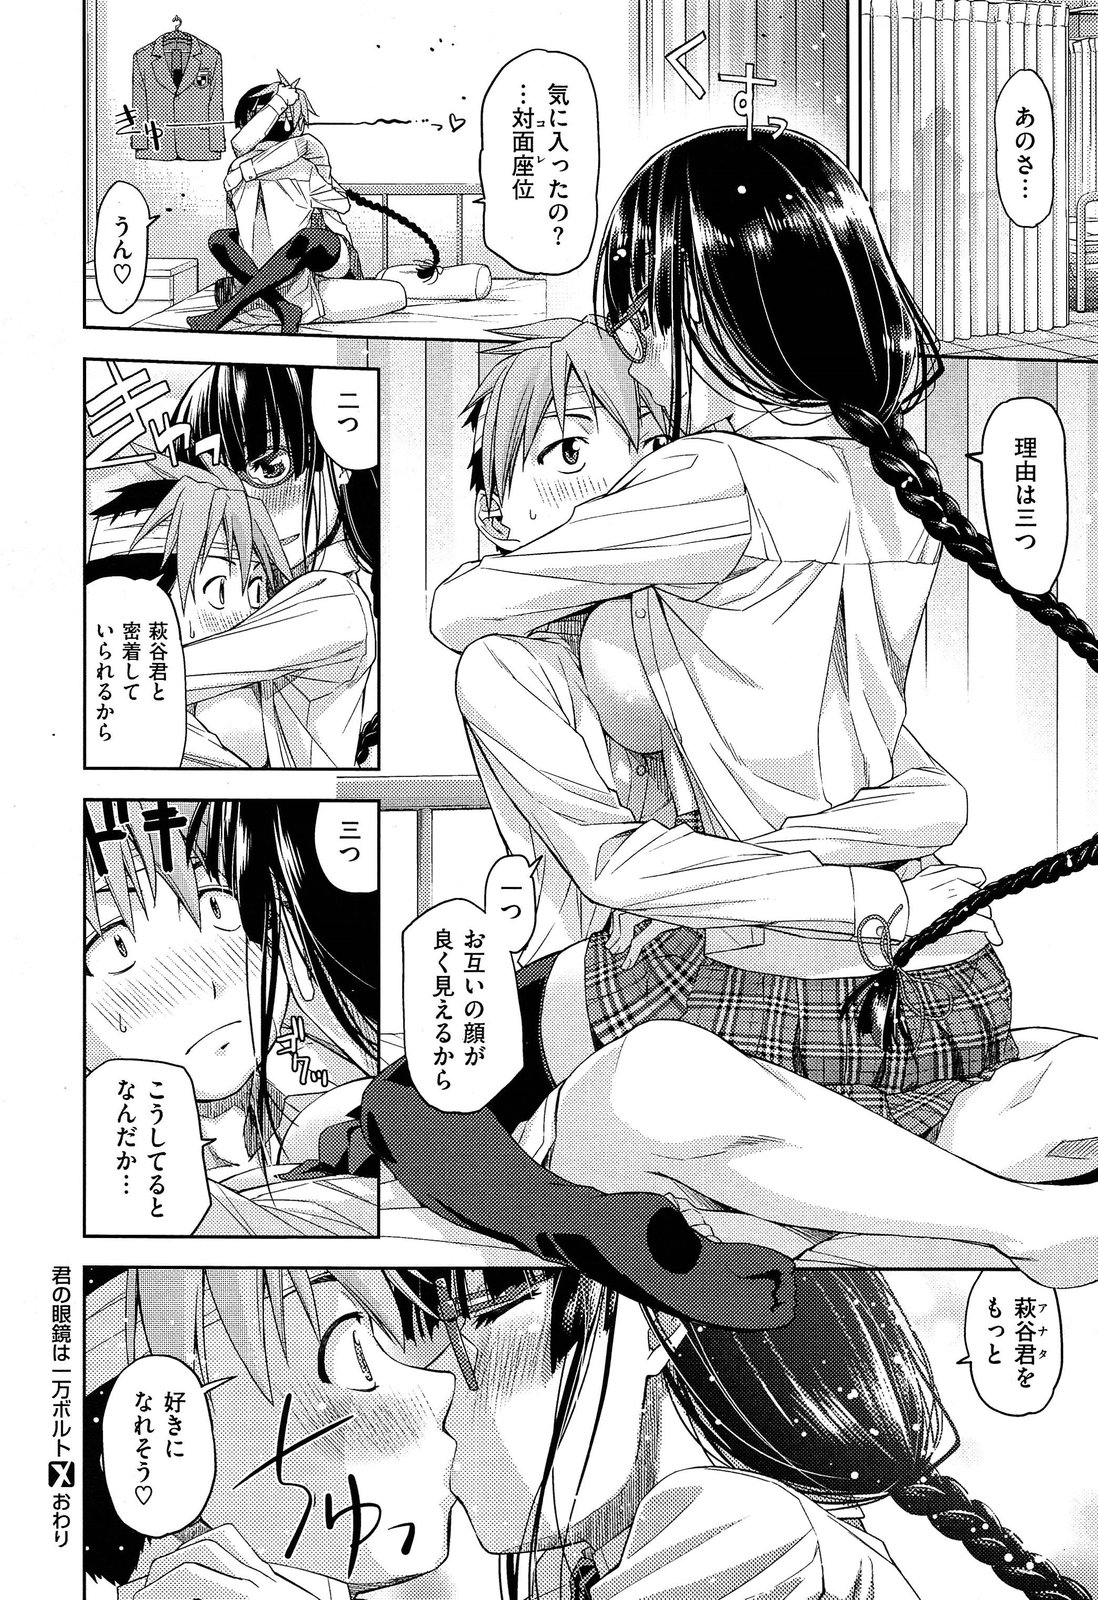 あのさ…
気に入ったの?
…対面座位
コレ
うん♡
きゅ
くすっ
理由は三つ
一つ
お互いの顔が
良く見えるから
二つ
萩谷君と
密着して
いられるから
三つ
ドキ
こうしてると
なんだか…
萩谷君を
アナタ
もっと
好きに
なれそう♡
ちゅっ
君の眼鏡は一万ボルト おわり